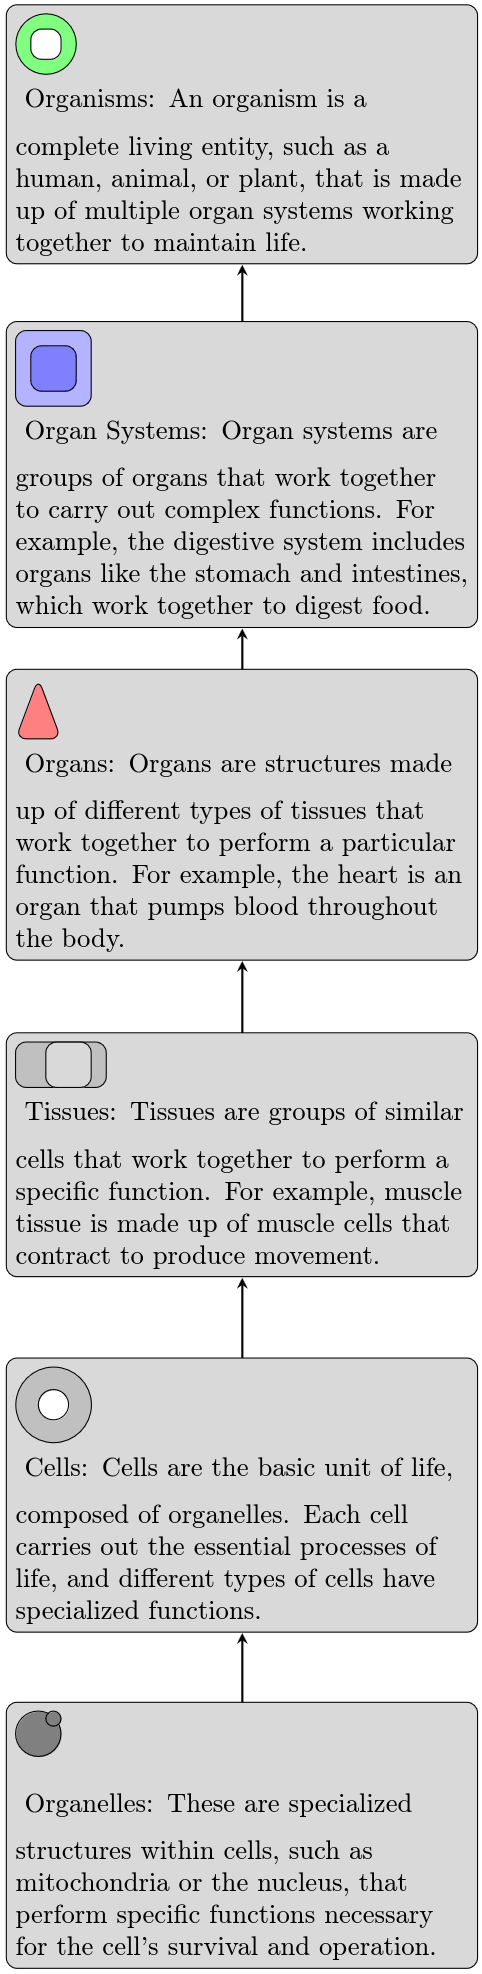 Organisms: An organism is a
complete living entity, such as a
human, animal, or plant, that is made
up of multiple organ systems working
together to maintain life.
Organ Systems: Organ systems are
groups of organs that work together
to carry out complex functions. For
example, the digestive system includes
organs like the stomach and intestines,
which work together to digest food.
Organs: Organs are structures made
up of different types of tissues that
work together to perform a particular
function. For example, the heart is an
organ that pumps blood throughout
the body.
Tissues: Tissues are groups of similar
cells that work together to perform a
specific function. For example, muscle
tissue is made up of muscle cells that
contract to produce movement.
Cells: Cells are the basic unit of life,
composed of organelles. Each cell
carries out the essential processes of
life, and different types of cells have
specialized functions.
Organelles: These are specialized
structures within cells, such as
mitochondria or the nucleus, that
perform specific functions necessary
for the cell's survival and operation.